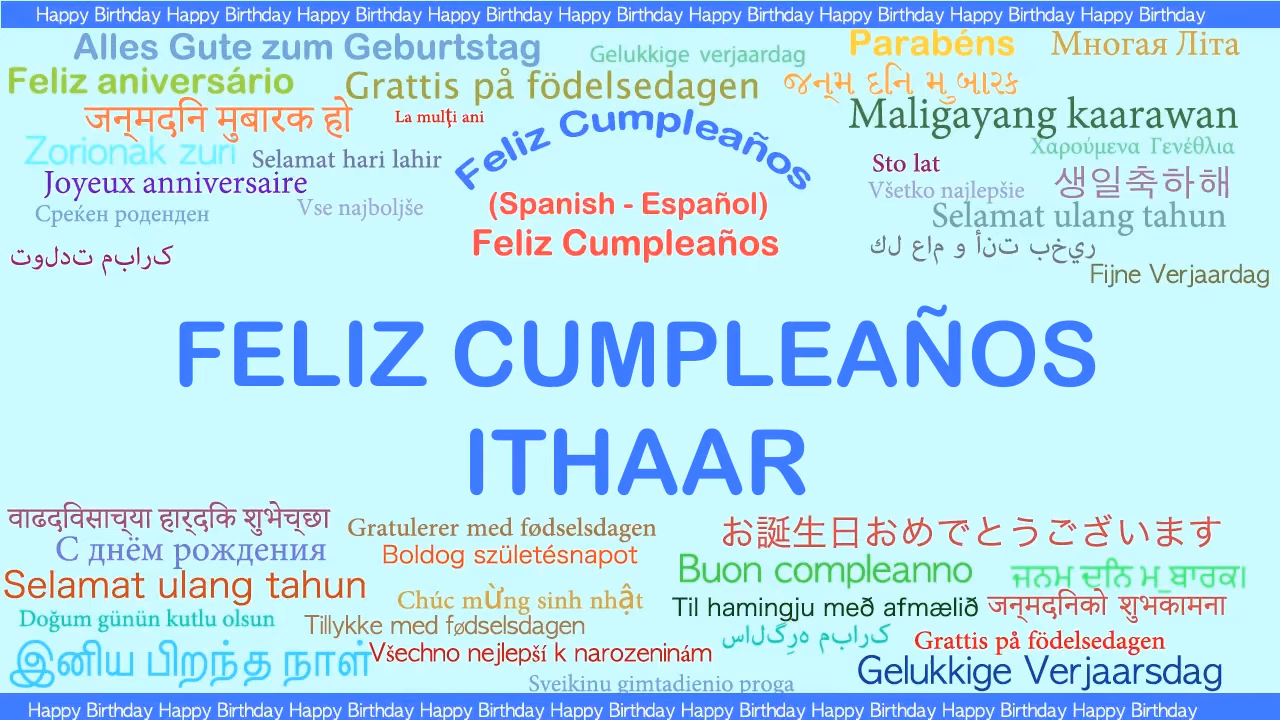 Happy Birthday Happy Birthday Happy Birthday Happy Birthday Happy Birthday Happy Birthday Happy Birthday Happy Birthday Happy Birthday
Alles Gute zum Geburtstag
Gelukkige verjaardag
Parabéns
Многая Літа
Feliz aniversário
Grattis på födelsedagen
જન્મ દિન મુબારક
जन्मदिन मुबारक हो
La mulţi ani
Feliz Cumpleaños
Maligayang kaarawan
Zorionak zuri
Selamat hari lahir
Sto lat
Χαρούμενα Γενέθλια
Joyeux anniversaire
(Spanish - Español)
Všetko najlepšie
생일축하해
Среќен роденден
Vse najboljše
Selamat ulang tahun
Feliz Cumpleaños
تولدت مبارک
كل عام و أنت بخير
Fijne Verjaardag
FELIZ CUMPLEAÑOS
ITHAAR
वाढदिवसाच्या हार्दिक शुभेच्छा
Gratulerer med fødselsdagen
お誕生日おめでとうございます
С днём рождения
Boldog születésnapot
Buon compleanno
ਜਨਮ ਦਿਨ ਮੁਬਾਰਕ।
Selamat ulang tahun
Chúc mừng sinh nhật
Til hamingju með afmælið
जन्मदिनको शुभकामना
Doğum günün kutlu olsun
Tillykke med fødselsdagen
سالگرہ مبارک
Grattis på födelsedagen
இனிய பிறந்த நாள்
Všechno nejlepší k narozeninám
Gelukkige Verjaarsdag
Sveikinu gimtadienio proga
Happy Birthday Happy Birthday Happy Birthday Happy Birthday Happy Birthday Happy Birthday Happy Birthday Happy Birthday Happy Birthday